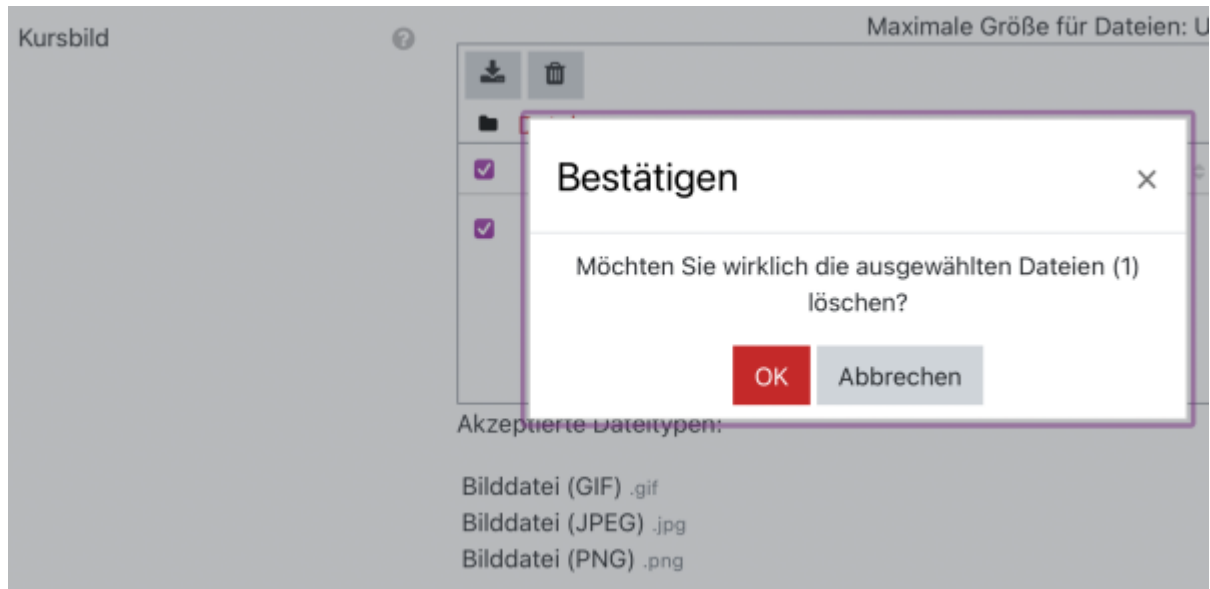 Maximale Größe für Dateien: U
Kursbild
Bestätigen
Möchten Sie wirklich die ausgewählten Dateien (1)
löschen?
OK Abbrechen
Akzeptierte Dateitypen:
Bilddatei (GIF) .gif
Bilddatei (JPEG) .jpg
Bilddatei (PNG) .png